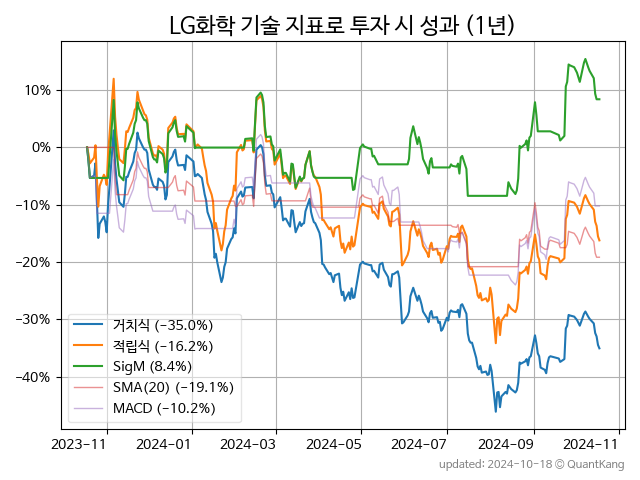 LG화학 기술 지표로 투자 시 성과 (1년)
10%
0%
−10%
−20%
−30%
−40%
거치식 (−35.0%)
적립식 (−16.2%)
SigM (8.4%)
SMA(20) (−19.1%)
MACD (−10.2%)
2023−11 2024−01 2024−03 2024−05 2024−07 2024−09 2024−11
updated: 2024−10−18 ⓒ QuantKang